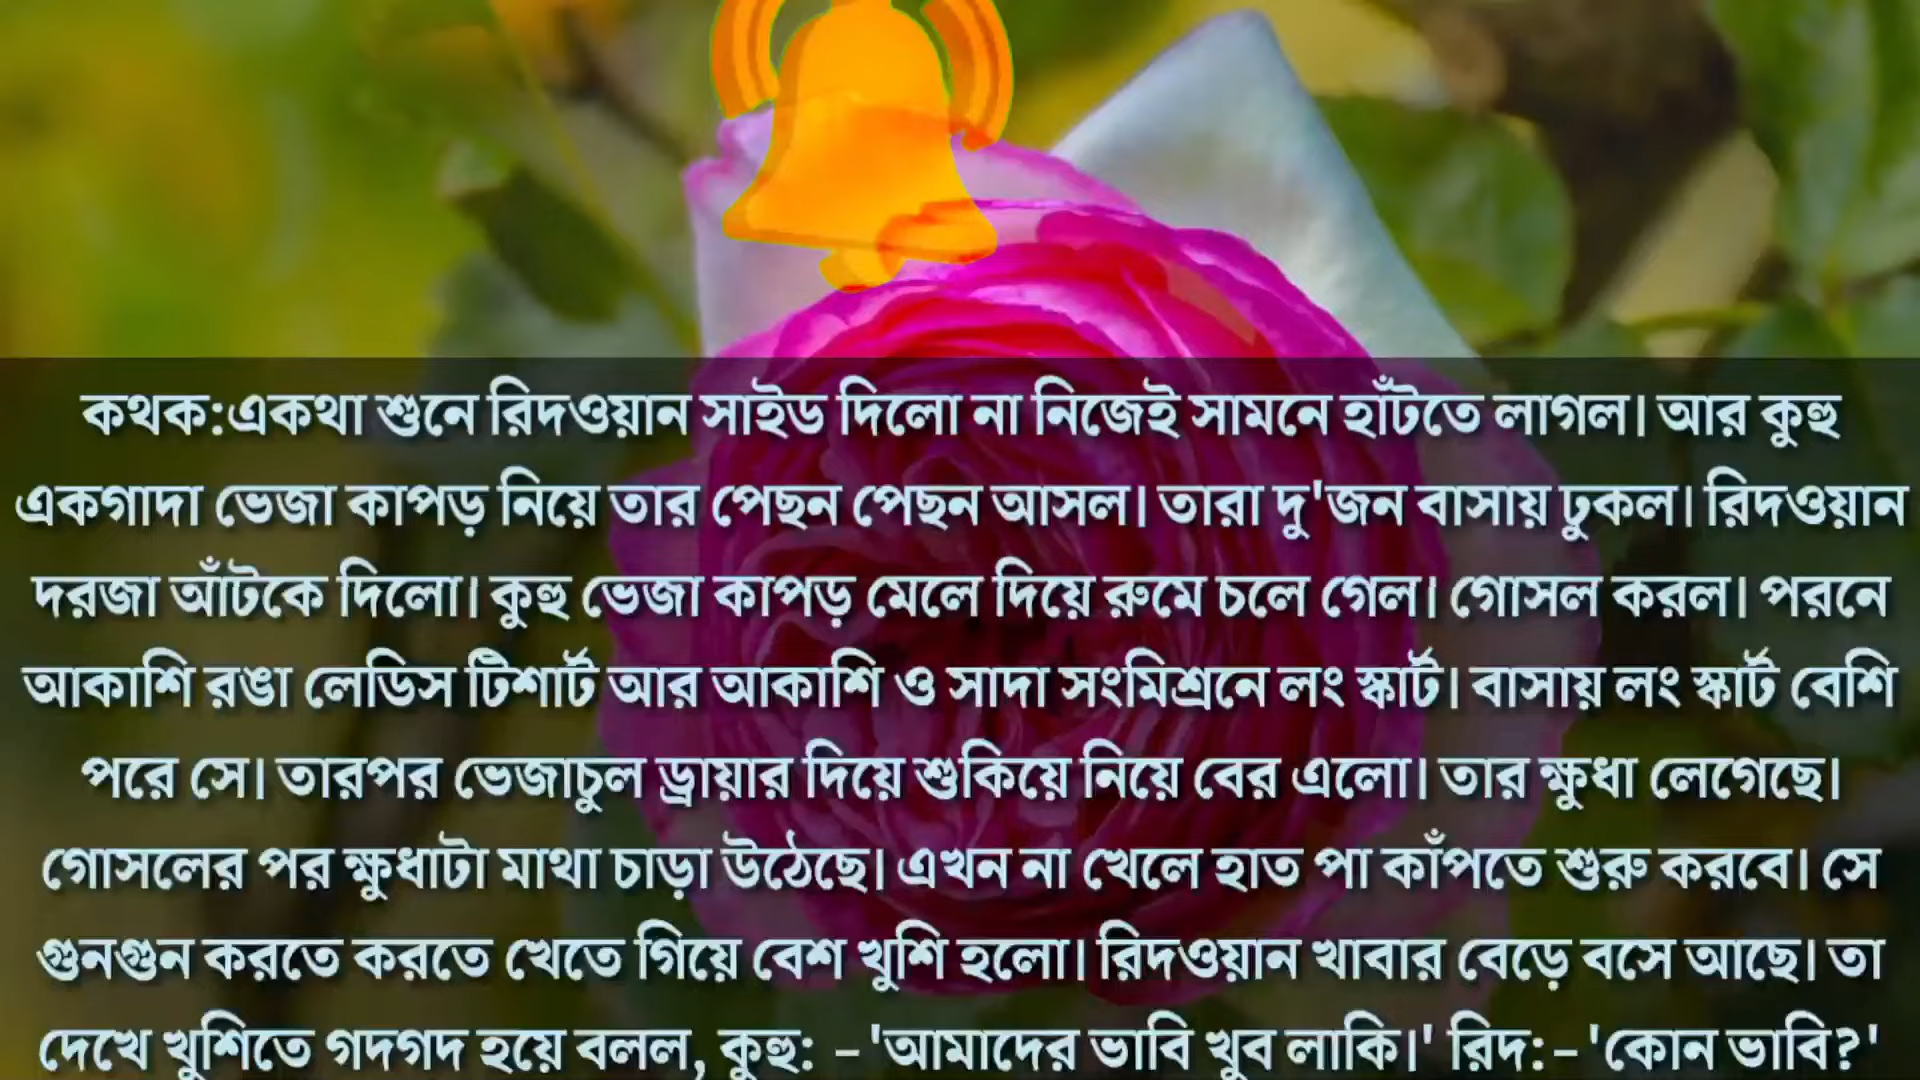 কথক:একথা শুনে রিদওয়ান সাইড দিলো না নিজেই সামনে হাঁটতে লাগল। আর কুহু
একগাদা ভেজা কাপড় নিয়ে তার পেছন পেছন আসল। তারা দু'জন বাসায় ঢুকল। রিদওয়ান
দরজা আঁটকে দিলো। কুহু ভেজা কাপড় মেলে দিয়ে রুমে চলে গেল। গোসল করল। পরনে
আকাশি রঙা লেডিস টিশার্ট আর আকাশি ও সাদা সংমিশ্রনে লং স্কার্ট। বাসায় লং স্কার্ট বেশি
পরে সে। তারপর ভেজাচুল ড্রায়ার দিয়ে শুকিয়ে নিয়ে বের এলো। তার ক্ষুধা লেগেছে।
গোসলের পর ক্ষুধাটা মাথা চাড়া উঠেছে। এখন না খেলে হাত পা কাঁপতে শুরু করবে। সে
গুনগুন করতে করতে খেতে গিয়ে বেশ খুশি হলো। রিদওয়ান খাবার বেড়ে বসে আছে। তা
দেখে খুশিতে গদগদ হয়ে বলল, কুহু: –'আমাদের ভাবি খুব লাকি।' রিদ:–'কোন ভাবি?'